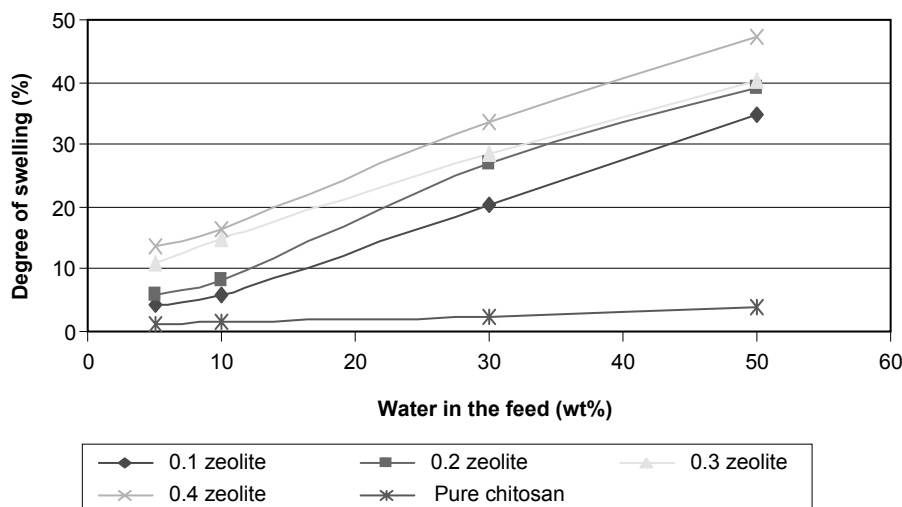 50
40
30
20
10
0
Degree of swelling (%)
0 10 20 30 40 50 60
Water in the feed (wt%)
0.1 zeolite 0.2 zeolite 0.3 zeolite
0.4 zeolite Pure chitosan